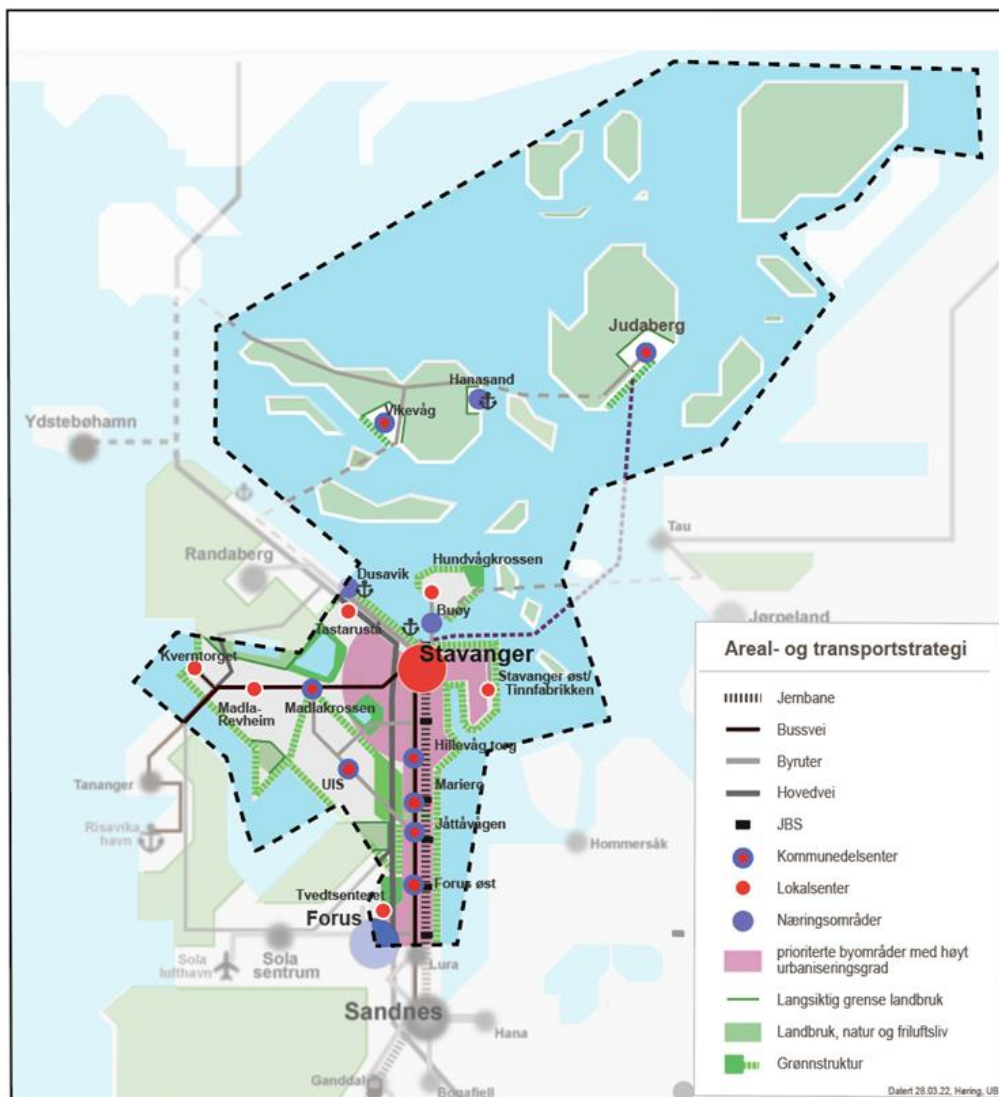 Judaberg
Hanasand
Vikevåg
Ydstebøhamn
Tau
Randaberg
Hundvågkrossen
Dusavik
Buøy
Jørpeland
Tastarustå
Kverntorget
Stavanger
Stavanger øst/
Tinnfabrikken
Madla-
Revheim
Madlakrossen
Hillevåg torg
UIS
Mariero
Tananger
Jåttåvågen
Risavika
havn
Hommersåk
Forus øst
Tvedtsenteret
Forus
Sola
lufthavn
Sola
sentrum
Lura
Sandnes
Hana
Ganddal
Bogafjell
Areal- og transportstrategi
Jernbane
Bussvei
Byruter
Hovedvei
JBS
Kommunedelsenter
Lokalsenter
Næringsområder
prioriterte byområder med høyt
urbaniseringsgrad
Langsiktig grense landbruk
Landbruk, natur og friluftsliv
Grønnstruktur
Datert 28.03.22, Høring, UB